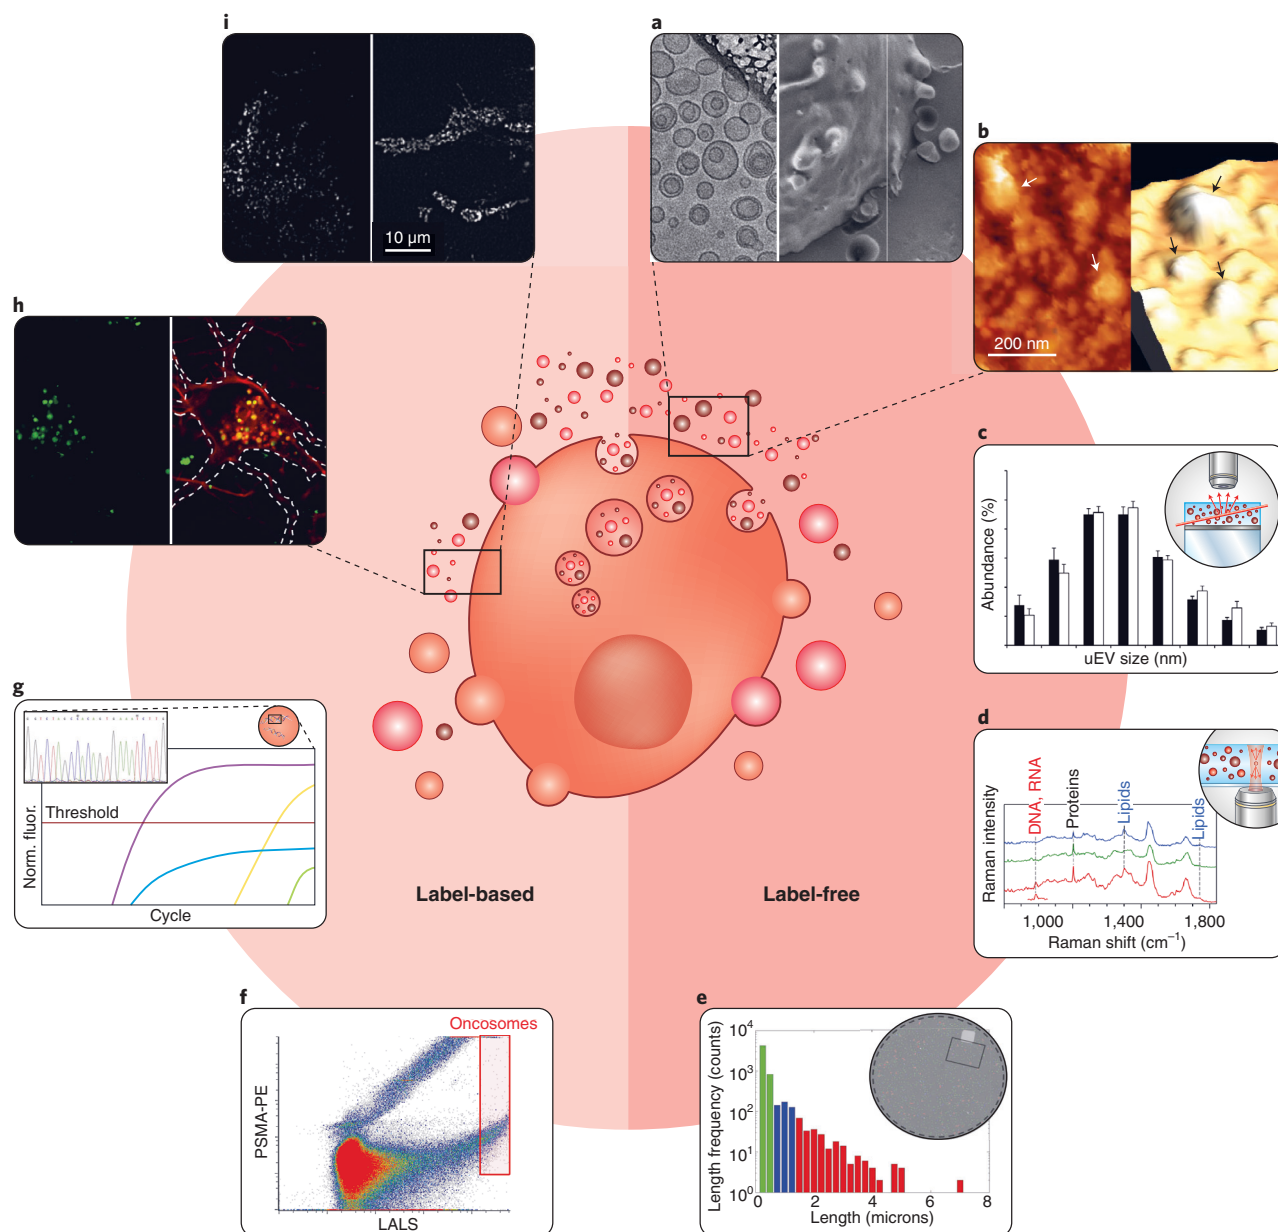 i
a
b
10 µm
200 nm
h
c
Abundance (%)
uEV size (nm)
g
Threshold
Norm. fluor.
Cycle
d
DNA, RNA
Proteins
Lipids
Lipids
Raman intensity
1,000
1,400
1,800
Raman shift (cm⁻¹)
Label-based
Label-free
f
Oncosomes
PSMA-PE
LALS
e
Length frequency (counts)
10⁴
10³
10²
10¹
10⁰
0
2
4
6
8
Length (microns)